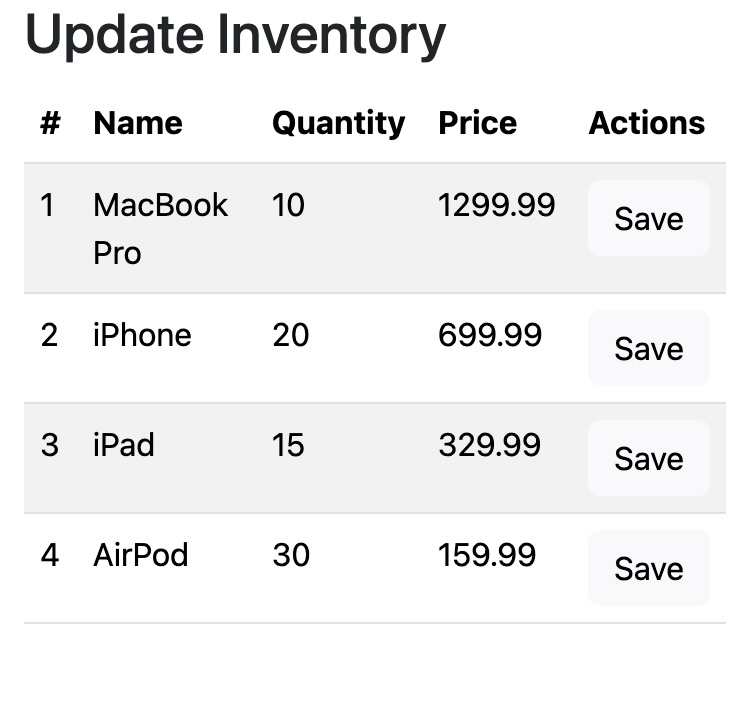 Update Inventory
# Name Quantity Price Actions
1 MacBook Pro 10 1299.99 Save
2 iPhone 20 699.99 Save
3 iPad 15 329.99 Save
4 AirPod 30 159.99 Save